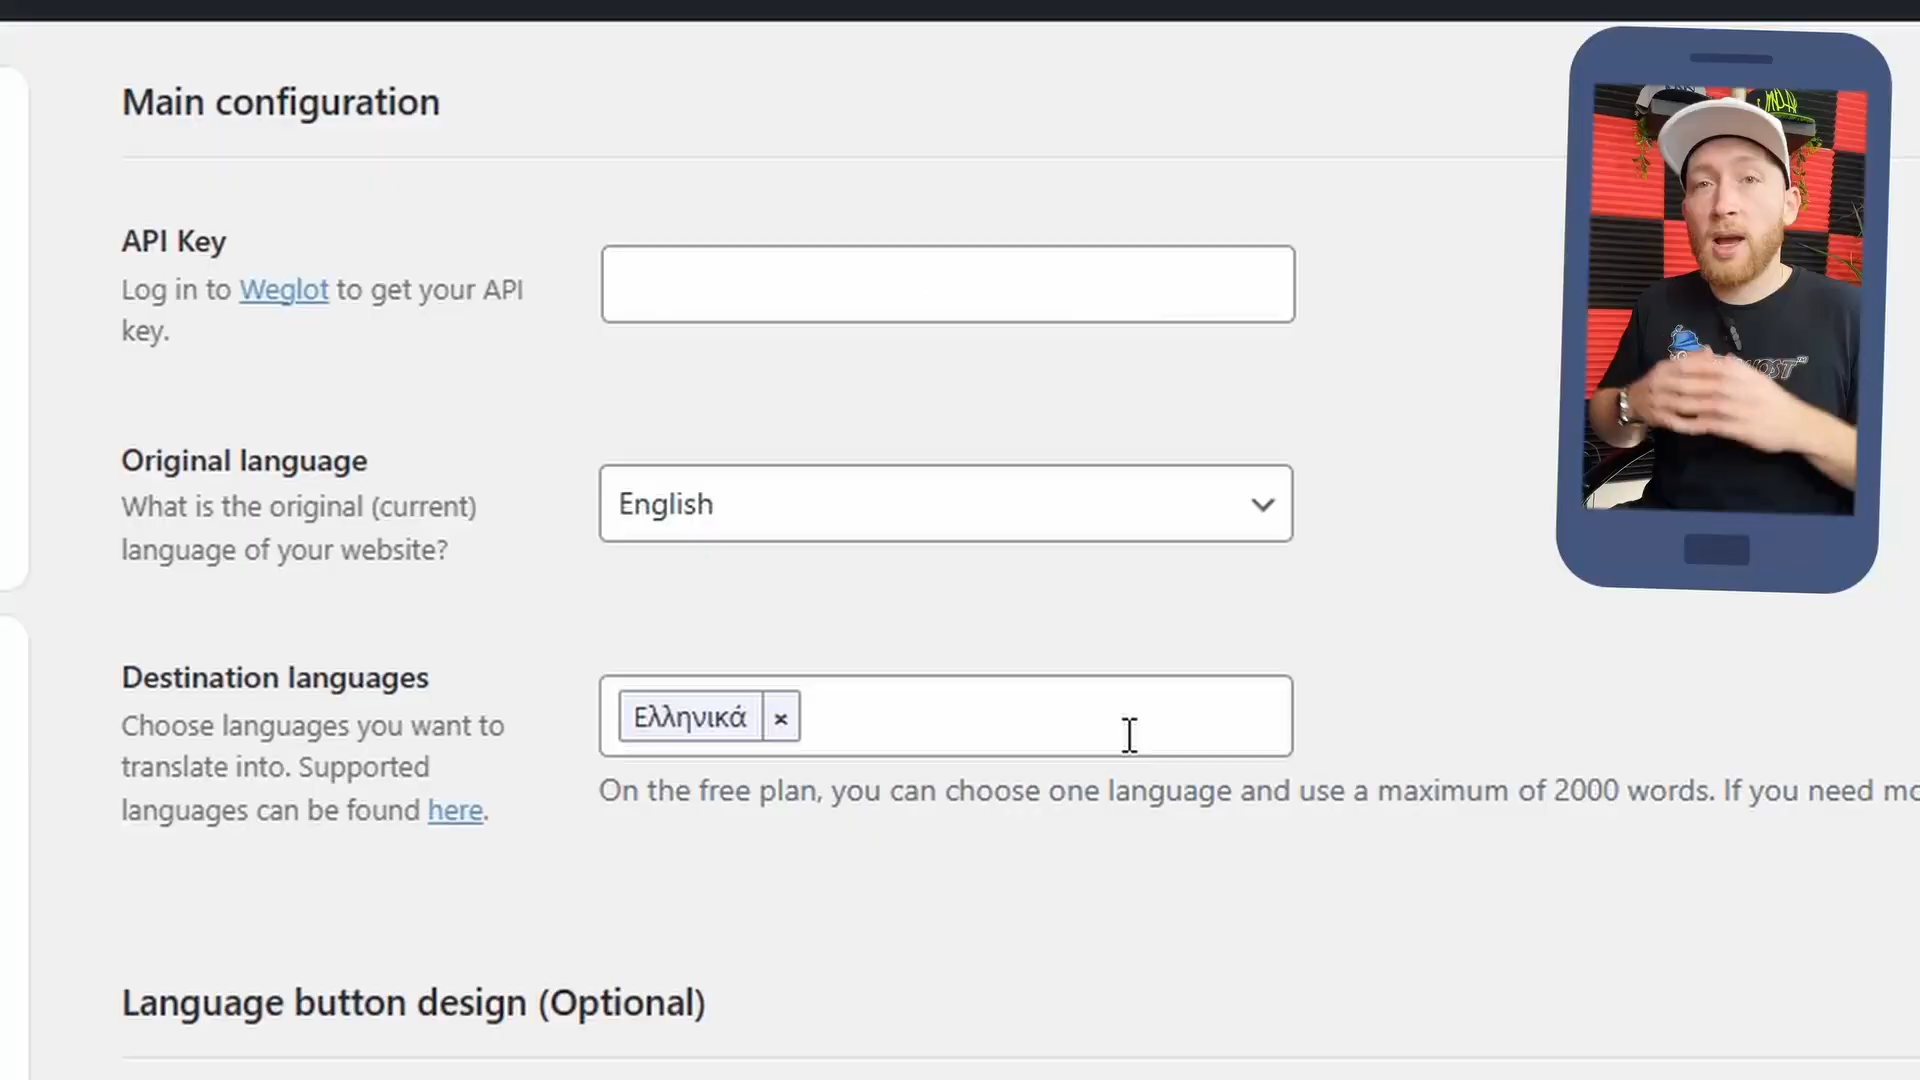 Main configuration
API Key
Log in to Weglot to get your API
key.
Original language
What is the original (current)
language of your website?
English
Destination languages
Choose languages you want to
translate into. Supported
languages can be found here.
Ελληνικά ×
On the free plan, you can choose one language and use a maximum of 2000 words. If you need
Language button design (Optional)